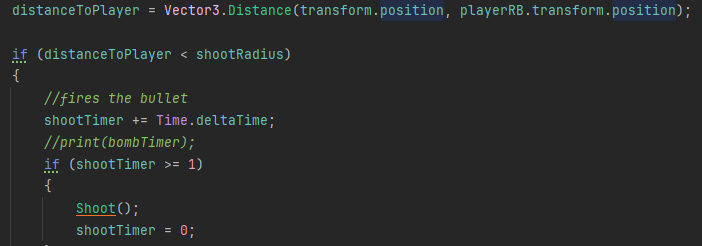 distanceToPlayer = Vector3.Distance(transform.position, playerRB.transform.position);
if (distanceToPlayer < shootRadius)
{
//fires the bullet
shootTimer += Time.deltaTime;
//print(bombTimer);
if (shootTimer >= 1)
{
Shoot();
shootTimer = 0;